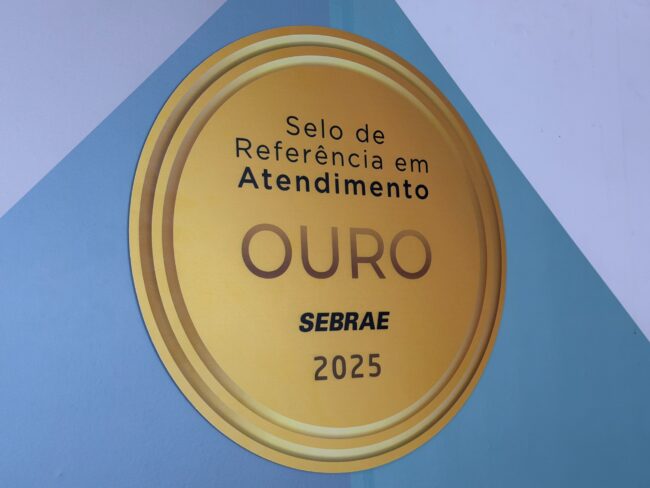 Selo de
Referência em
Atendimento
OURO
SEBRAE
2025